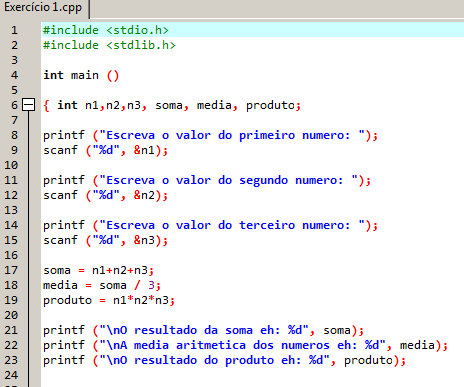 Exercício 1.cpp
1 #include <stdio.h>
2 #include <stdlib.h>
3
4 int main ()
5
6 { int n1,n2,n3, soma, media, produto;
7
8 printf ("Escreva o valor do primeiro numero: ");
9 scanf ("%d", &n1);
10
11 printf ("Escreva o valor do segundo numero: ");
12 scanf ("%d", &n2);
13
14 printf ("Escreva o valor do terceiro numero: ");
15 scanf ("%d", &n3);
16
17 soma = n1+n2+n3;
18 media = soma / 3;
19 produto = n1*n2*n3;
20
21 printf ("\nO resultado da soma eh: %d", soma);
22 printf ("\nA media aritmetica dos numeros eh: %d", media);
23 printf ("\nO resultado do produto eh: %d", produto);
24
25